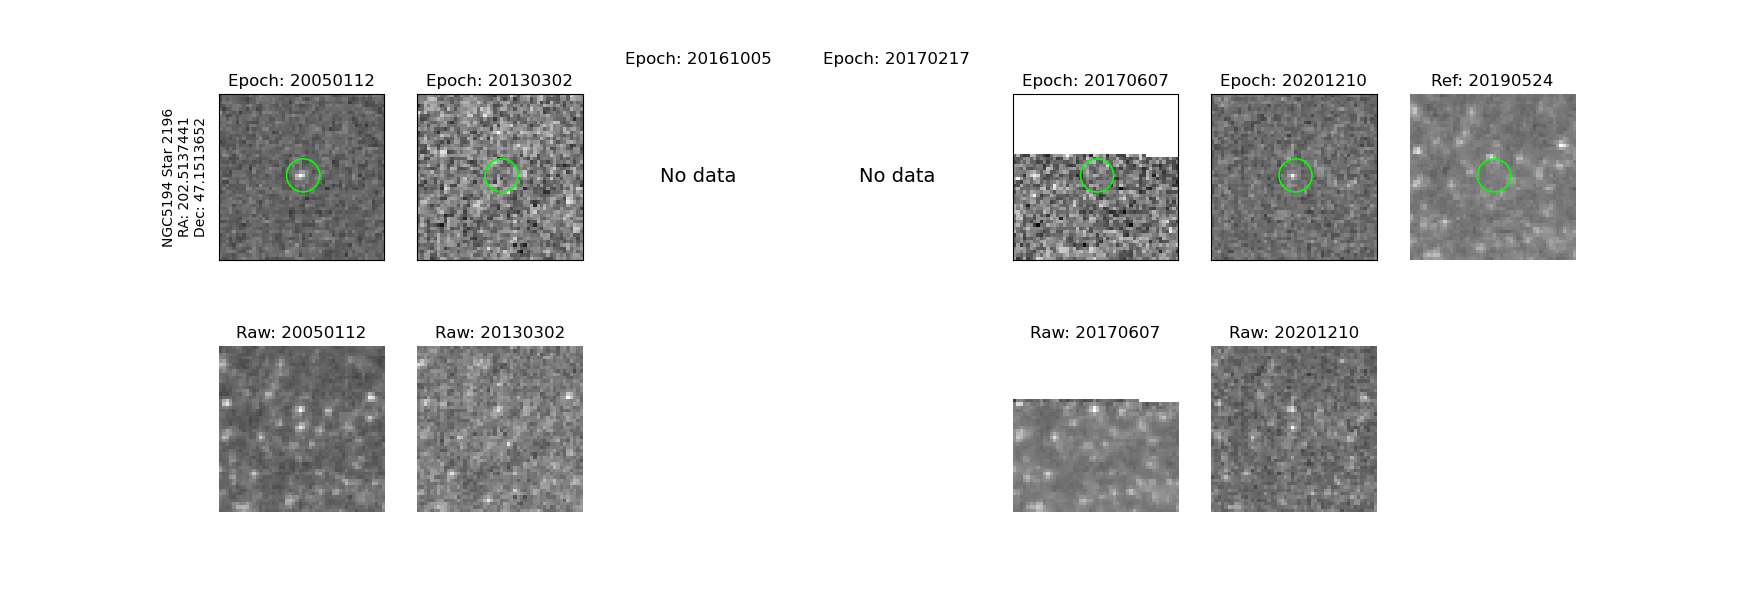 Epoch: 20161005
Epoch: 20170217
Epoch: 20050112
Epoch: 20130302
Epoch: 20170607
Epoch: 20201210
Ref: 20190524
NGC5194 Star 2196
RA: 202.5137441
Dec: 47.1513652
No data
No data
Raw: 20050112
Raw: 20130302
Raw: 20170607
Raw: 20201210